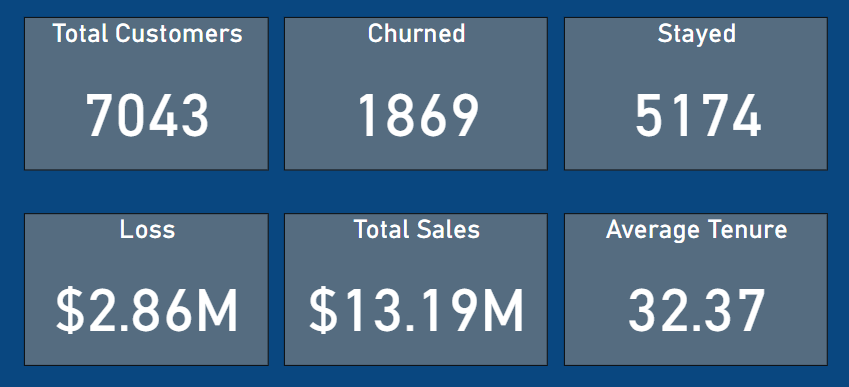 Total Customers
7043
Churned
1869
Stayed
5174
Loss
$2.86M
Total Sales
$13.19M
Average Tenure
32.37